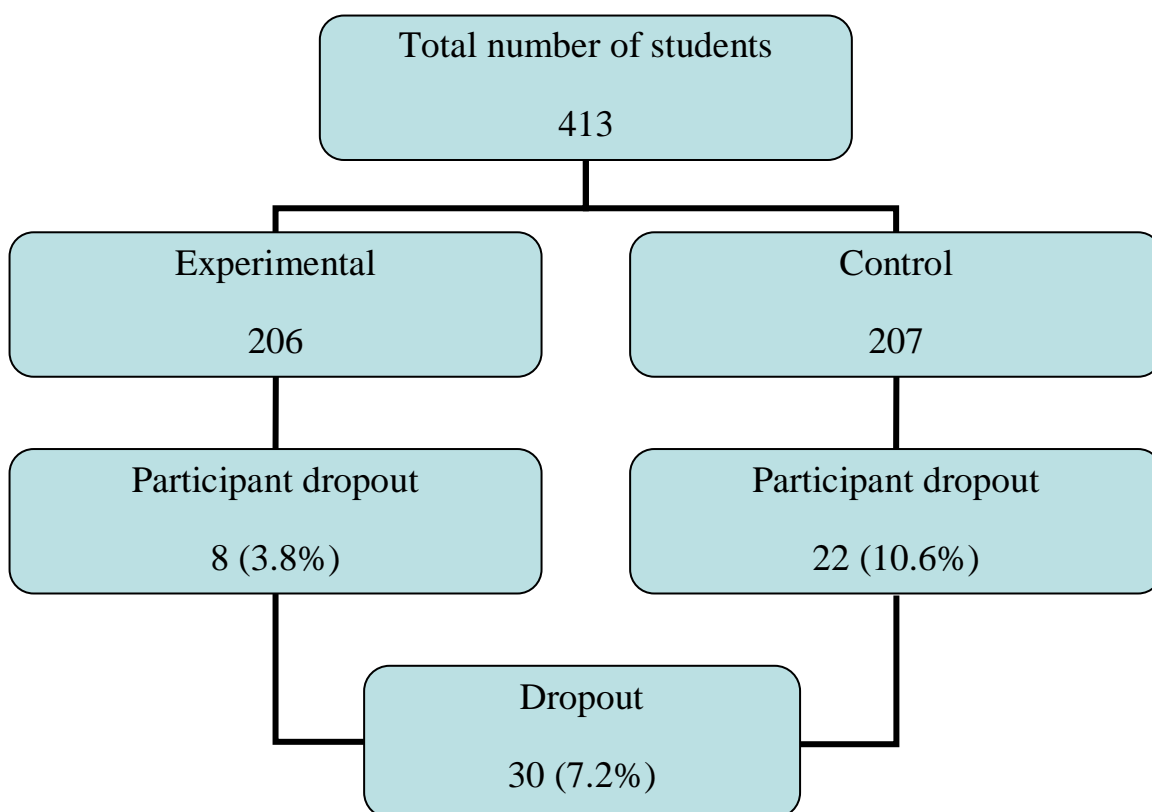 Total number of students
413
Experimental
206
Control
207
Participant dropout
8 (3.8%)
Participant dropout
22 (10.6%)
Dropout
30 (7.2%)